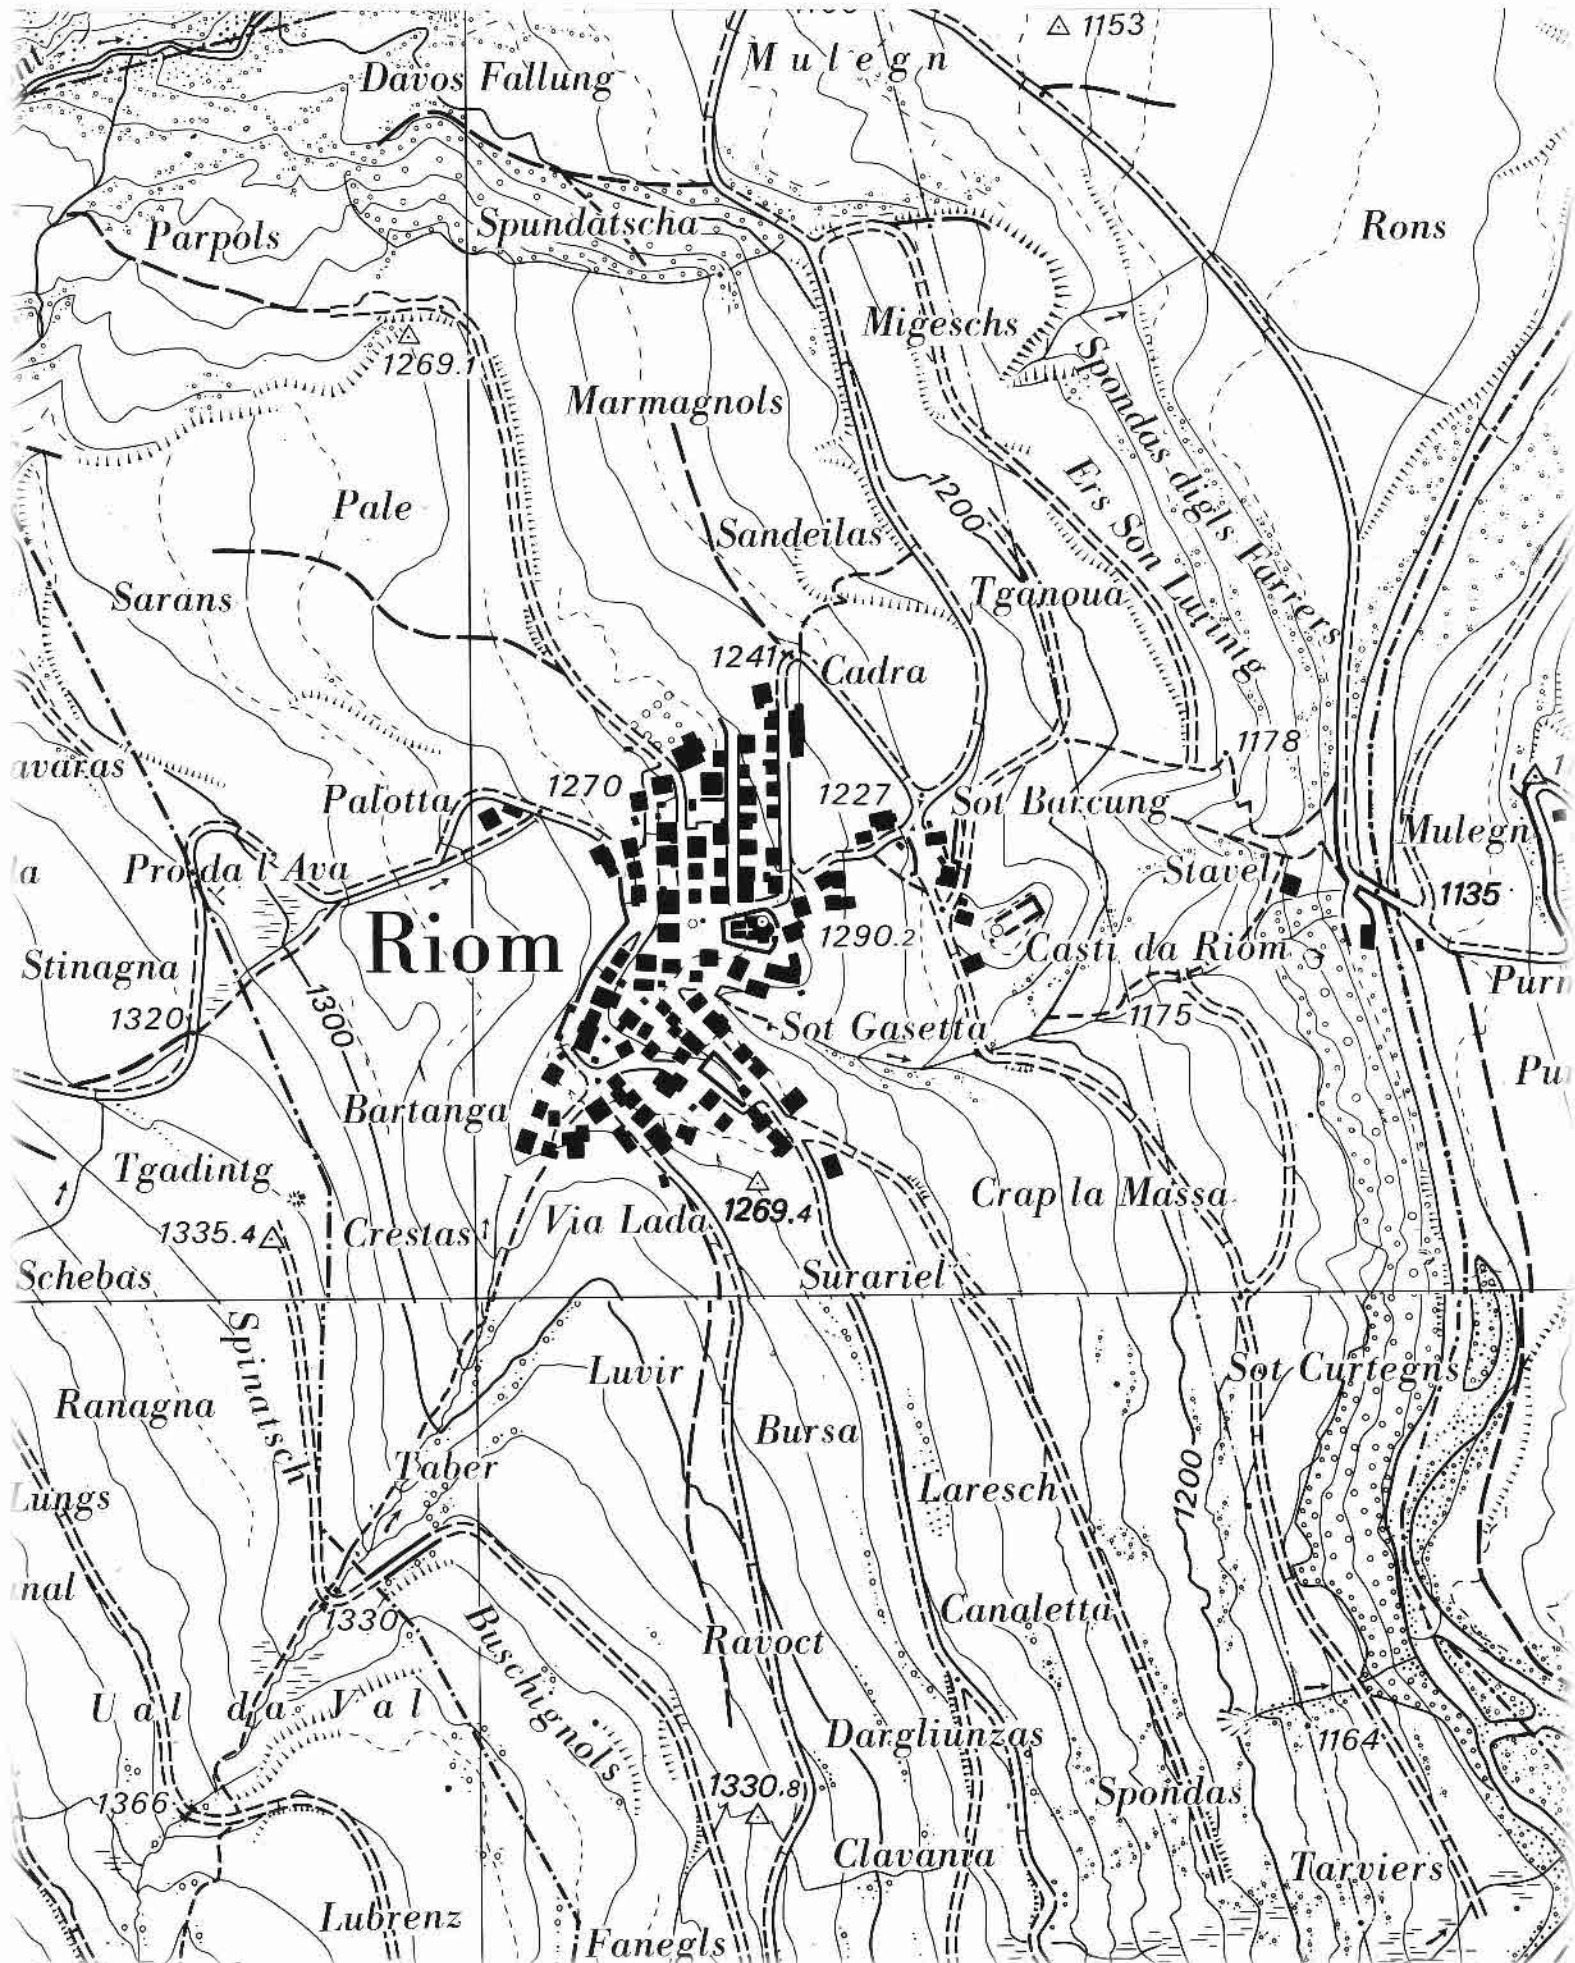 1153
Mulegn
Davos Fallung
Parpols
Spundatscha
Rons
Migeschs
1269.1
Marmagnols
Spondas digls Farrers
Pale
Ers Son Lurintg
1200
Sandeilas
Sarans
Tganoua
1241
Cadra
1178
avaras
1270
Palotta
1227
Sot Barcung
Mulegn
la
Pro da l'Ava
Stavel
1135
Riom
1290.2
Casti da Riom
Stinagna
Purn
1320
1300
Sot Gasetta
1175
Pu
Bartanga
Tgadintg
Crap la Massa
1335.4
Crestas
Via Lada
1269.4
Schebas
Surariel
Spinatsch
Luvir
Sot Curtegns
Ranagna
Bursa
Taber
Laresch
1200
Lungs
nal
1330
Canaletta
Buschignols
Ravoct
Ual da Val
Dargliunzas
1164
1366
1330.8
Spondas
Clavanra
Tarviers
Lubrenz
Fanegls